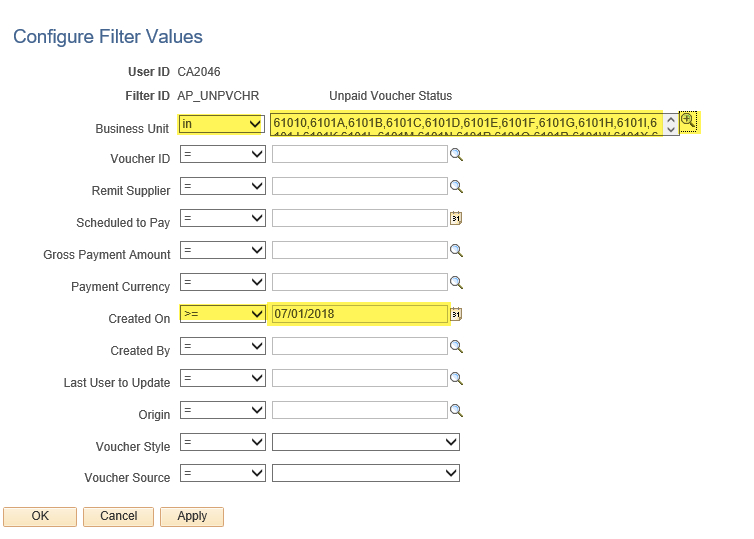 Configure Filter Values
User ID CA2046
Filter ID AP_UNPVCHR Unpaid Voucher Status
Business Unit in 61010,6101A,6101B,6101C,6101D,6101E,6101F,6101G,6101H,6101I,6
Voucher ID =
Remit Supplier =
Scheduled to Pay = 31
Gross Payment Amount =
Payment Currency =
Created On >= 07/01/2018 31
Created By =
Last User to Update =
Origin =
Voucher Style =
Voucher Source =
OK Cancel Apply